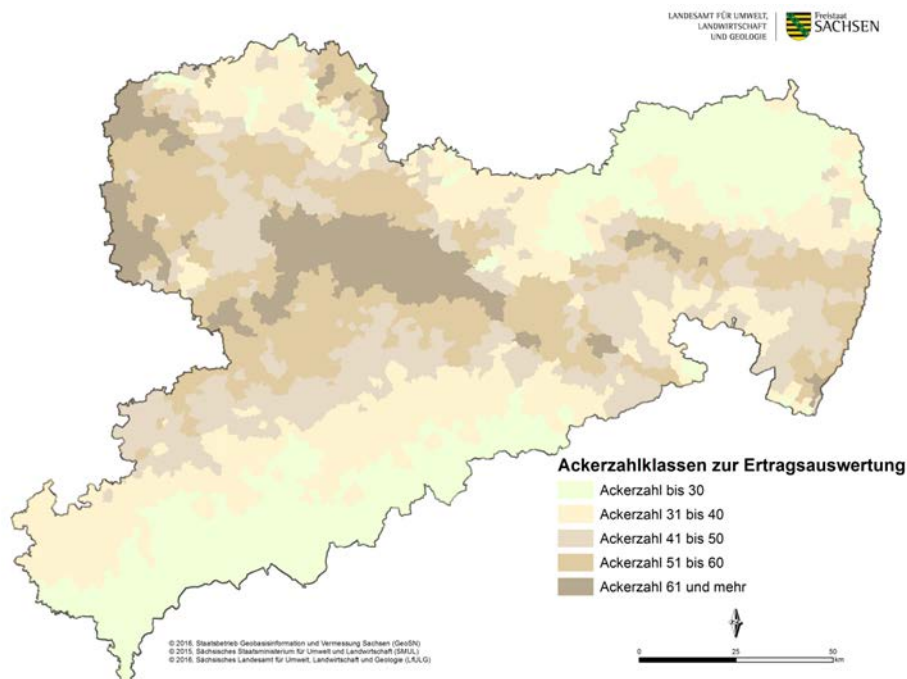 LANDESAMT FÜR UMWELT,
LANDWIRTSCHAFT
UND GEOLOGIE
Freistaat
SACHSEN
Ackerzahlklassen zur Ertragsauswertung
Ackerzahl bis 30
Ackerzahl 31 bis 40
Ackerzahl 41 bis 50
Ackerzahl 51 bis 60
Ackerzahl 61 und mehr
© 2016, Staatsbetrieb Geobasisinformation und Vermessung Sachsen (GeoSN)
© 2015, Sächsisches Staatsministerium für Umwelt und Landwirtschaft (SMUL)
© 2016, Sächsisches Landesamt für Umwelt, Landwirtschaft und Geologie (LfULG)
0 25 50
km